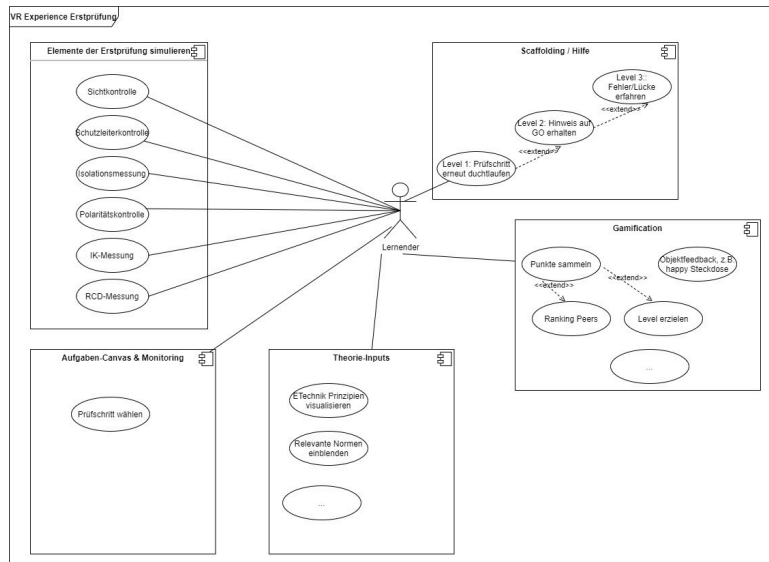 VR Experience Erstprüfung
Elemente der Erstprüfung simulieren
Sichtkontrolle
Schutzleiterkontrolle
Isolationsmessung
Polaritätskontrolle
IK-Messung
RCD-Messung
Scaffolding / Hilfe
Level 3::
Fehler/Lücke
erfahren
<<extend>>
Level 2: Hinweis auf
GO erhalten
<<extend>>
Level 1: Prüfschritt
erneut duchtlaufen
Lernender
Gamification
Punkte sammeln
Objektfeedback, z.B.
happy Steckdose
<<extend>>
<<extend>>
Ranking Peers
Level erzielen
...
Aufgaben-Canvas & Monitoring
Prüfschritt wählen
Theorie-Inputs
ETechnik Prinzipien
visualisieren
Relevante Normen
einblenden
...